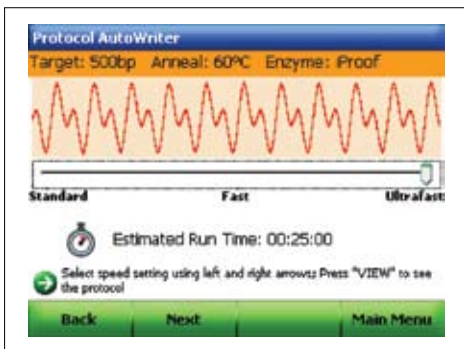 Protocol AutoWriter
Target: 500bp Anneal: 60ºC Enzyme: iProof
Standard Fast Ultrafast
Estimated Run Time: 00:25:00
Select speed setting using left and right arrows: Press "VIEW" to see
the protocol
Back Next Main Menu